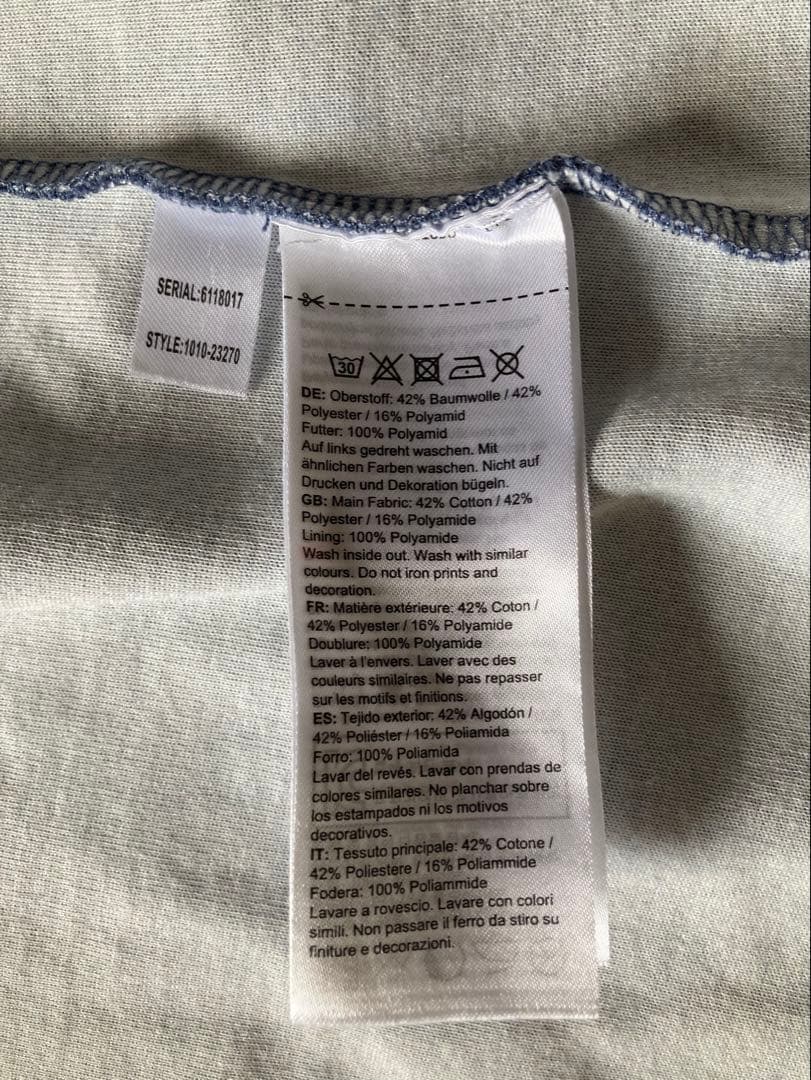 SERIAL:6118017
STYLE:1010-23270
30
DE: Oberstoff: 42% Baumwolle / 42%
Polyester / 16% Polyamid
Futter: 100% Polyamid
Auf links gedreht waschen. Mit
ähnlichen Farben waschen. Nicht auf
Drucken und Dekoration bügeln.
GB: Main Fabric: 42% Cotton / 42%
Polyester / 16% Polyamide
Lining: 100% Polyamide
Wash inside out. Wash with similar
colours. Do not iron prints and
decoration.
FR: Matière extérieure: 42% Coton /
42% Polyester / 16% Polyamide
Doublure: 100% Polyamide
Laver à l'envers. Laver avec des
couleurs similaires. Ne pas repasser
sur les motifs et finitions.
ES: Tejido exterior: 42% Algodón /
42% Poliéster / 16% Poliamida
Forro: 100% Poliamida
Lavar del revés. Lavar con prendas de
colores similares. No planchar sobre
los estampados ni los motivos
decorativos.
IT: Tessuto principale: 42% Cotone /
42% Poliestere / 16% Poliammide
Fodera: 100% Poliammide
Lavare a rovescio. Lavare con colori
simili. Non passare il ferro da stiro su
finiture e decorazioni.